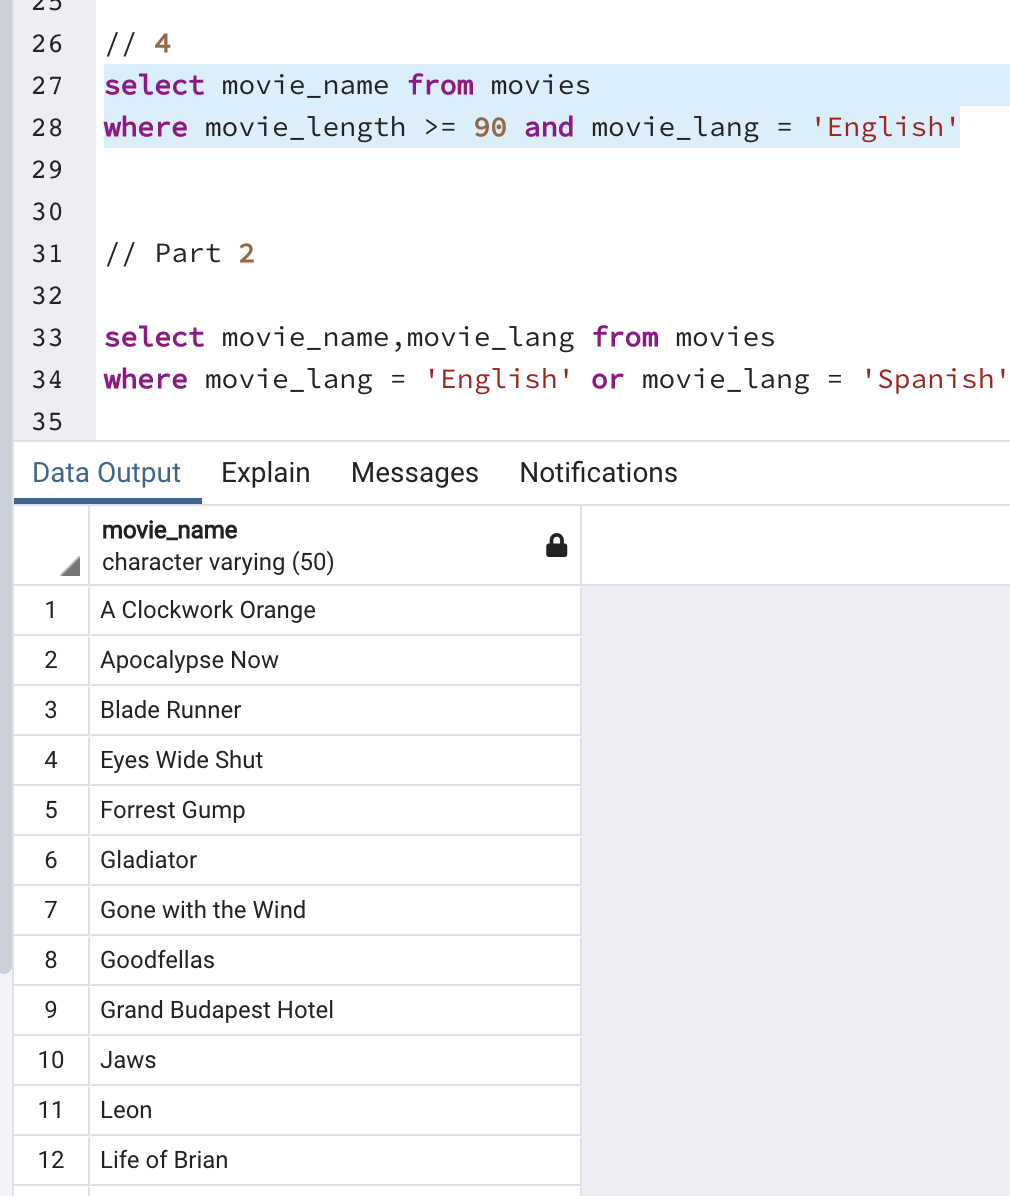 25
26 // 4
27 select movie_name from movies
28 where movie_length >= 90 and movie_lang = 'English'
29
30
31 // Part 2
32
33 select movie_name,movie_lang from movies
34 where movie_lang = 'English' or movie_lang = 'Spanish'
35
Data Output Explain Messages Notifications
movie_name
character varying (50)
1 A Clockwork Orange
2 Apocalypse Now
3 Blade Runner
4 Eyes Wide Shut
5 Forrest Gump
6 Gladiator
7 Gone with the Wind
8 Goodfellas
9 Grand Budapest Hotel
10 Jaws
11 Leon
12 Life of Brian